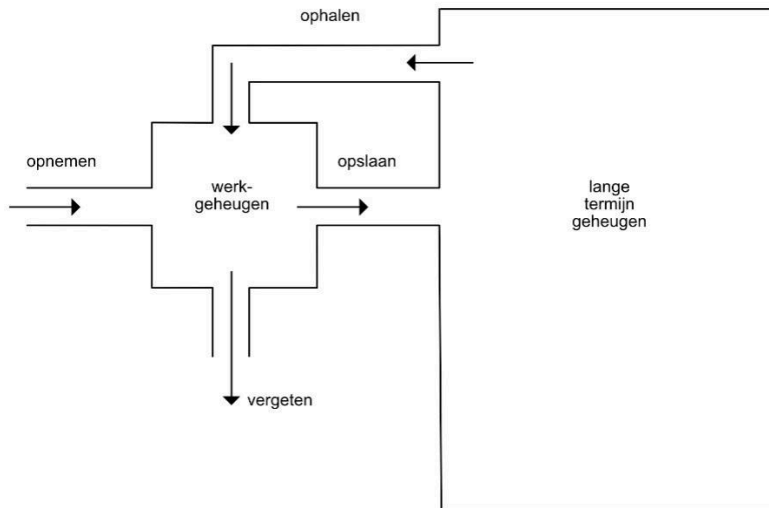 ophalen
opnemen
werk-
geheugen
opslaan
lange
termijn
geheugen
vergeten